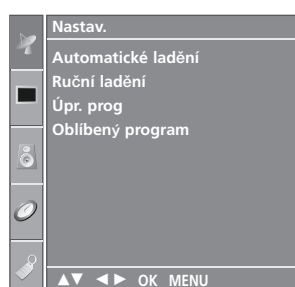 Nastav.
Automatické ladění
Ruční ladění
Úpr. prog
Oblíbený program
▲▼ ◄► OK MENU